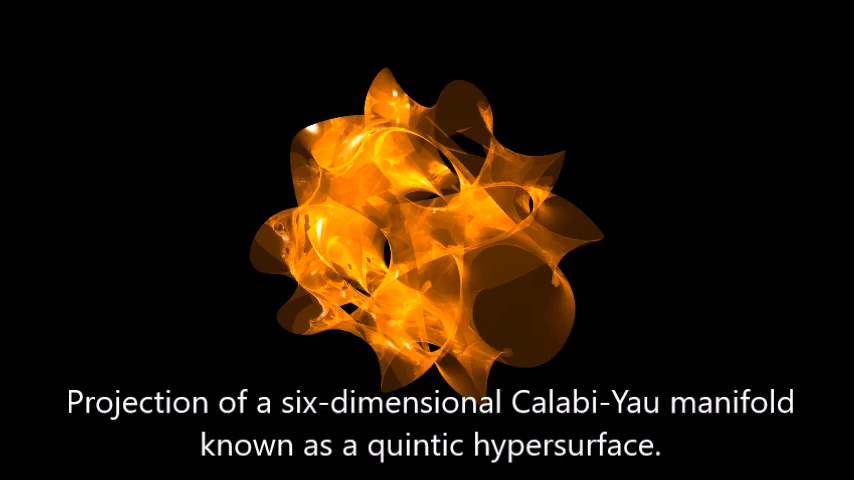 Projection of a six-dimensional Calabi-Yau manifold
known as a quintic hypersurface.